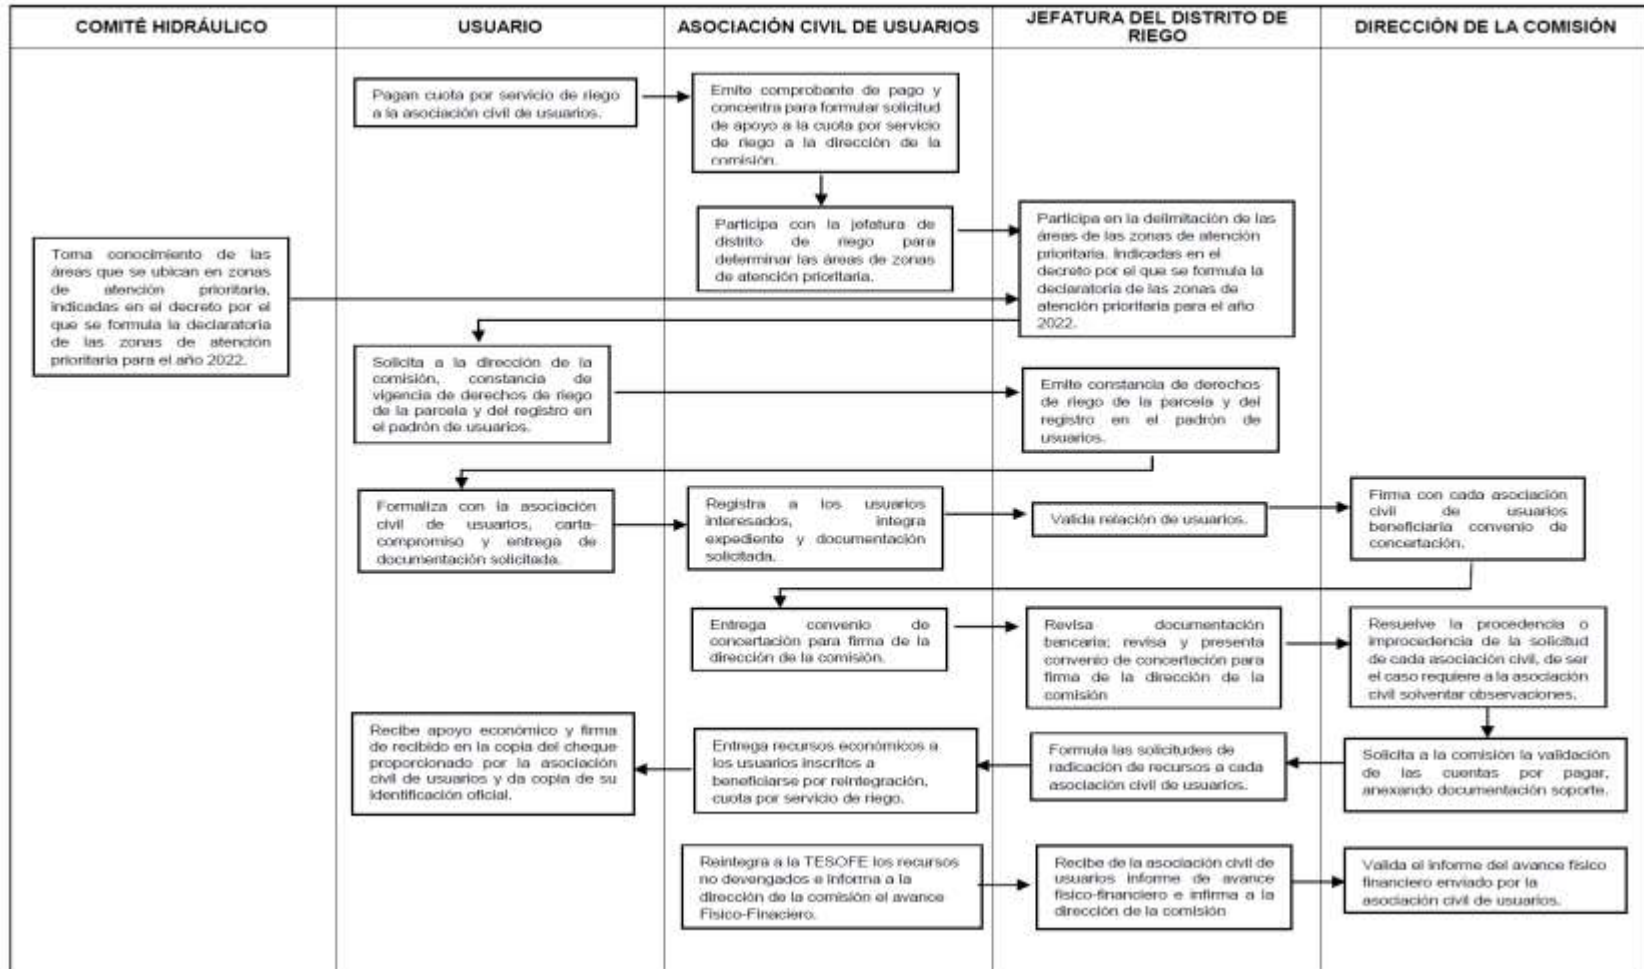 COMITÉ HIDRÁULICO
USUARIO
ASOCIACIÓN CIVIL DE USUARIOS
JEFATURA DEL DISTRITO DE
RIEGO
DIRECCIÓN DE LA COMISIÓN
Pagan cuota por servicio de riego
a la asociación civil de usuarios.
Emite comprobante de pago y
concentra para formular solicitud
de apoyo a la cuota por servicio
de riego a la dirección de la
comisión.
Participa con la jefatura de
distrito de riego para
determinar las áreas de zonas
de atención prioritaria.
Participa en la delimitación de las
áreas de las zonas de atención
prioritaria. Indicadas en el
decreto por el que se formula la
declaratoria de las zonas de
atención prioritaria para el año
2022.
Toma conocimiento de las
áreas que se ubican en zonas
de atención prioritaria,
indicadas en el decreto por el
que se formula la declaratoria
de las zonas de atención
prioritaria para el año 2022.
Solicita a la dirección de la
comisión, constancia de
vigencia de derechos de riego
de la parcela y del registro en
el padrón de usuarios.
Emite constancia de derechos
de riego de la parcela y del
registro en el padrón de
usuarios.
Formaliza con la asociación
civil de usuarios, carta-
compromiso y entrega de
documentación solicitada.
Registra a los usuarios
interesados, integra
expediente y documentación
solicitada.
Valida relación de usuarios.
Firma con cada asociación
civil de usuarios
beneficiaria convenio de
concertación.
Entrega convenio de
concertación para firma de la
dirección de la comisión.
Revisa documentación
bancaria; revisa y presenta
convenio de concertación para
firma de la dirección de la
comisión
Resuelve la procedencia o
improcedencia de la solicitud
de cada asociación civil, de ser
el caso requiere a la asociación
civil solventar observaciones.
Recibe apoyo económico y firma
de recibido en la copia del cheque
proporcionado por la asociación
civil de usuarios y da copia de su
identificación oficial.
Entrega recursos económicos a
los usuarios inscritos a
beneficiarse por reintegración,
cuota por servicio de riego.
Formula las solicitudes de
radicación de recursos a cada
asociación civil de usuarios.
Solicita a la comisión la validación
de las cuentas por pagar,
anexando documentación soporte.
Reintegra a la TESOFE los recursos
no devengados e informa a la
dirección de la comisión el avance
Físico-Finaciero.
Recibe de la asociación civil de
usuarios informe de avance
físico-financiero e infirma a la
dirección de la comisión
Valida el informe del avance físico
financiero enviado por la
asociación civil de usuarios.